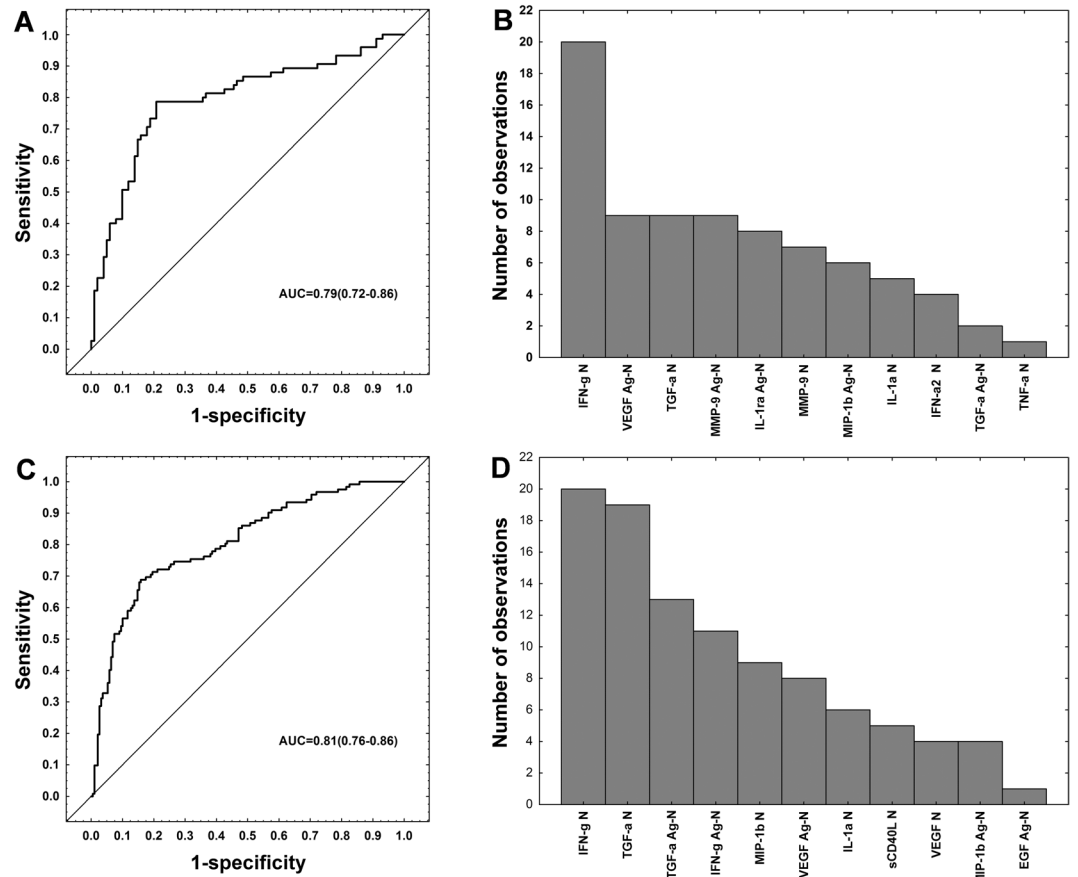 A
1.0
0.9
0.8
0.7
0.6
0.5
0.4
0.3
0.2
0.1
0.0
Sensitivity
AUC=0.79(0.72-0.86)
0.0 0.1 0.2 0.3 0.4 0.5 0.6 0.7 0.8 0.9 1.0
1-specificity
B
22
20
18
16
14
12
10
8
6
4
2
0
Number of observations
IFN-g N
VEGF Ag-N
TGF-a N
MMP-9 Ag-N
IL-1ra Ag-N
MMP-9 N
MIP-1b Ag-N
IL-1a N
IFN-a2 N
TGF-a Ag-N
TNF-a N
C
1.0
0.9
0.8
0.7
0.6
0.5
0.4
0.3
0.2
0.1
0.0
Sensitivity
AUC=0.81(0.76-0.86)
0.0 0.1 0.2 0.3 0.4 0.5 0.6 0.7 0.8 0.9 1.0
1-specificity
D
22
20
18
16
14
12
10
8
6
4
2
0
Number of observations
IFN-g N
TGF-a N
TGF-a Ag-N
IFN-g Ag-N
MIP-1b N
VEGF Ag-N
IL-1a N
sCD40L N
VEGF N
IIP-1b Ag-N
EGF Ag-N